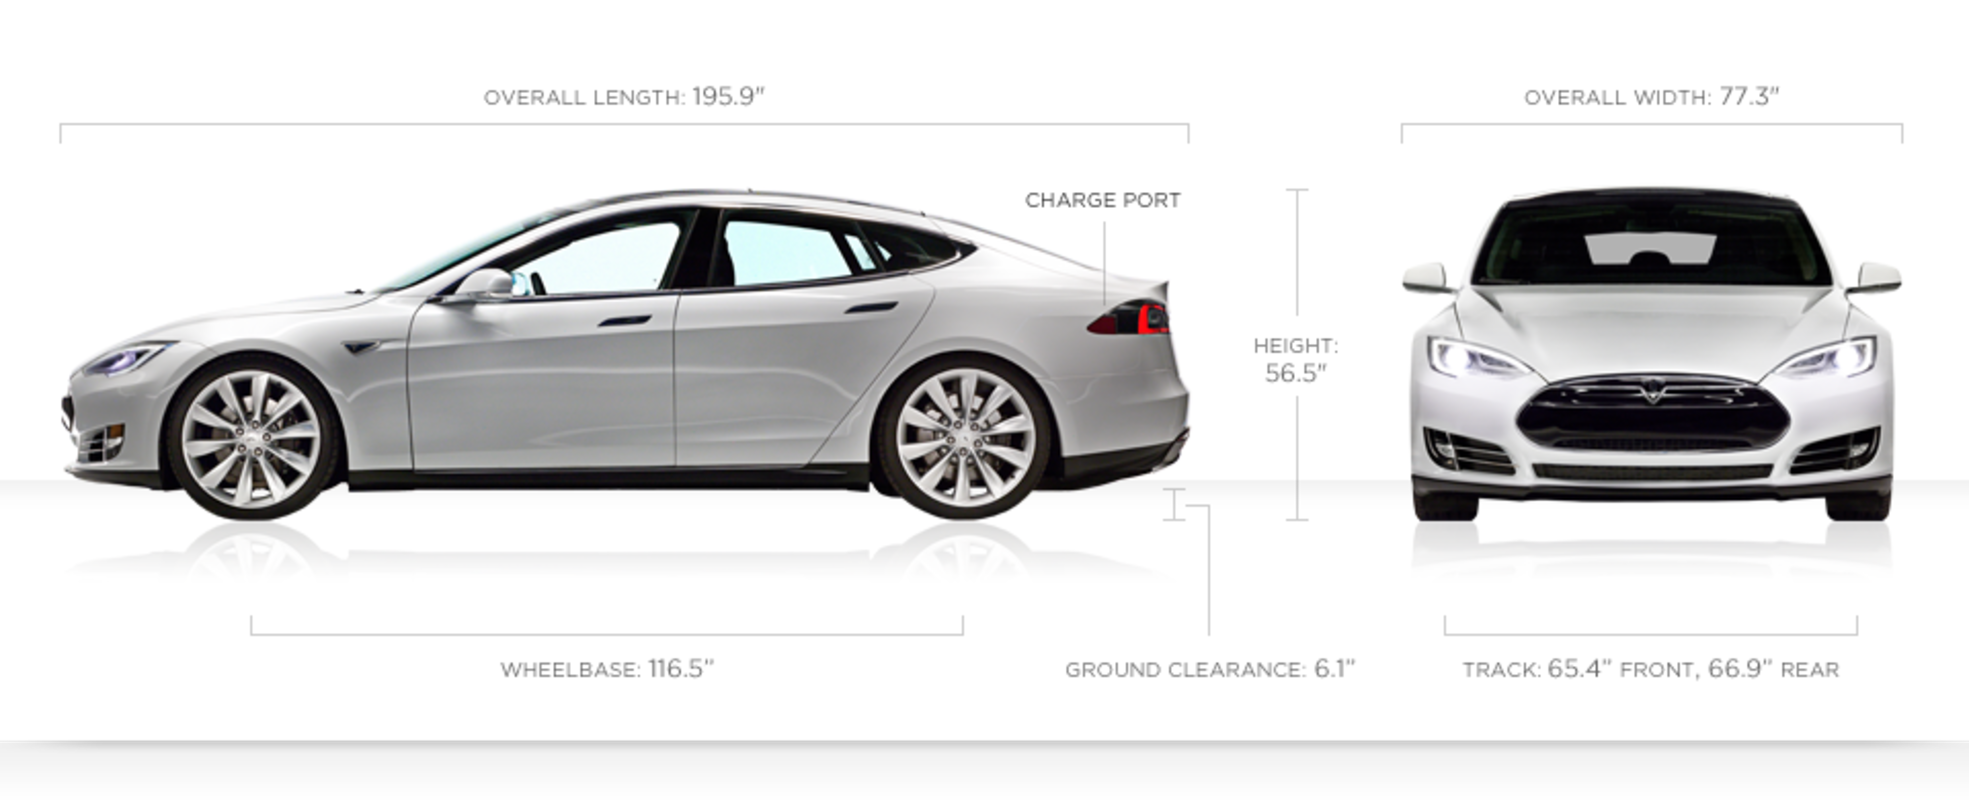 OVERALL LENGTH: 195.9"
OVERALL WIDTH: 77.3"
CHARGE PORT
HEIGHT:
56.5"
WHEELBASE: 116.5"
GROUND CLEARANCE: 6.1"
TRACK: 65.4" FRONT, 66.9" REAR